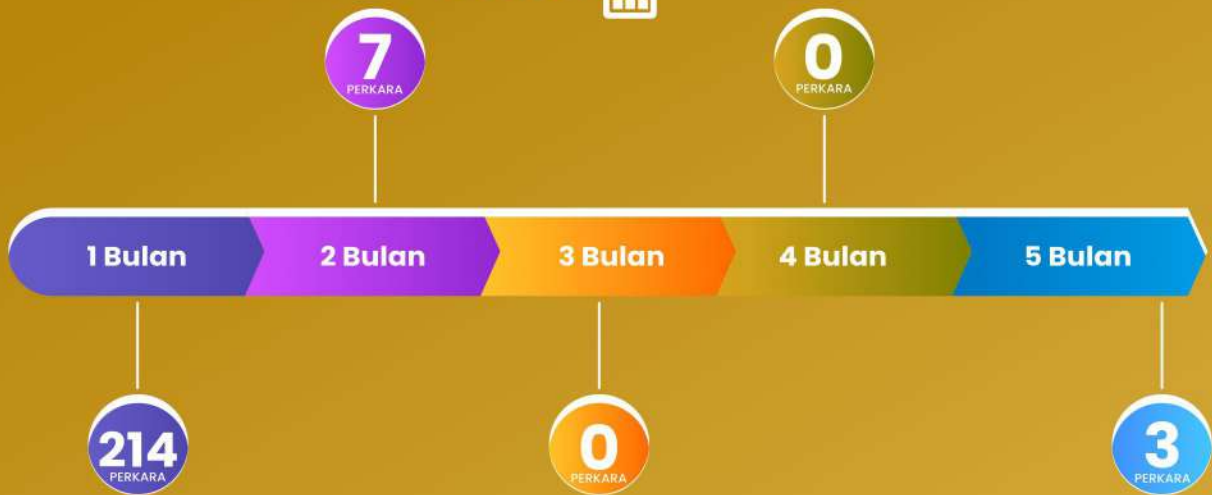 7
PERKARA
0
PERKARA
1 Bulan
2 Bulan
3 Bulan
4 Bulan
5 Bulan
214
PERKARA
0
PERKARA
3
PERKARA